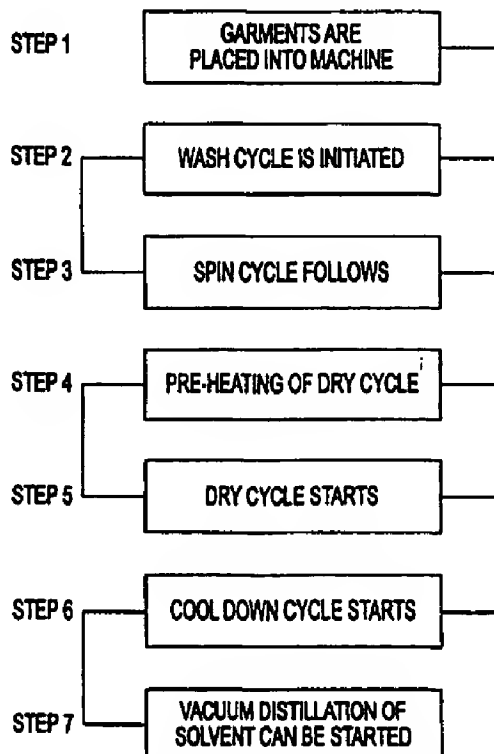 STEP 1
GARMENTS ARE
PLACED INTO MACHINE
STEP 2
WASH CYCLE IS INITIATED
STEP 3
SPIN CYCLE FOLLOWS
STEP 4
PRE-HEATING OF DRY CYCLE
STEP 5
DRY CYCLE STARTS
STEP 6
COOL DOWN CYCLE STARTS
STEP 7
VACUUM DISTILLATION OF
SOLVENT CAN BE STARTED